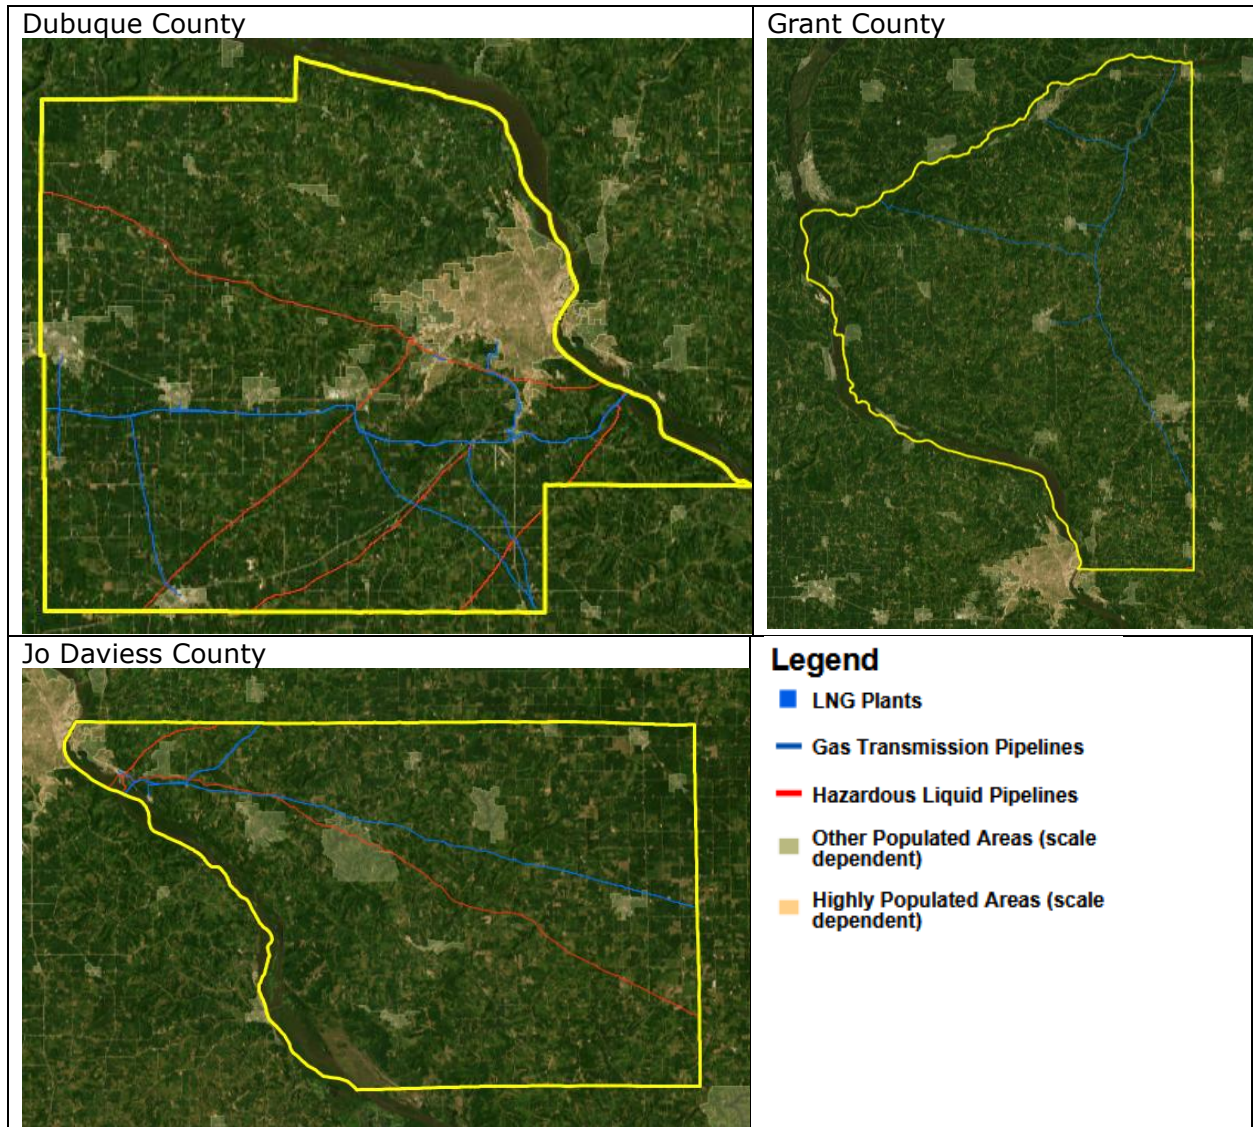 Dubuque County
Grant County
Jo Daviess County
Legend
LNG Plants
Gas Transmission Pipelines
Hazardous Liquid Pipelines
Other Populated Areas (scale
dependent)
Highly Populated Areas (scale
dependent)